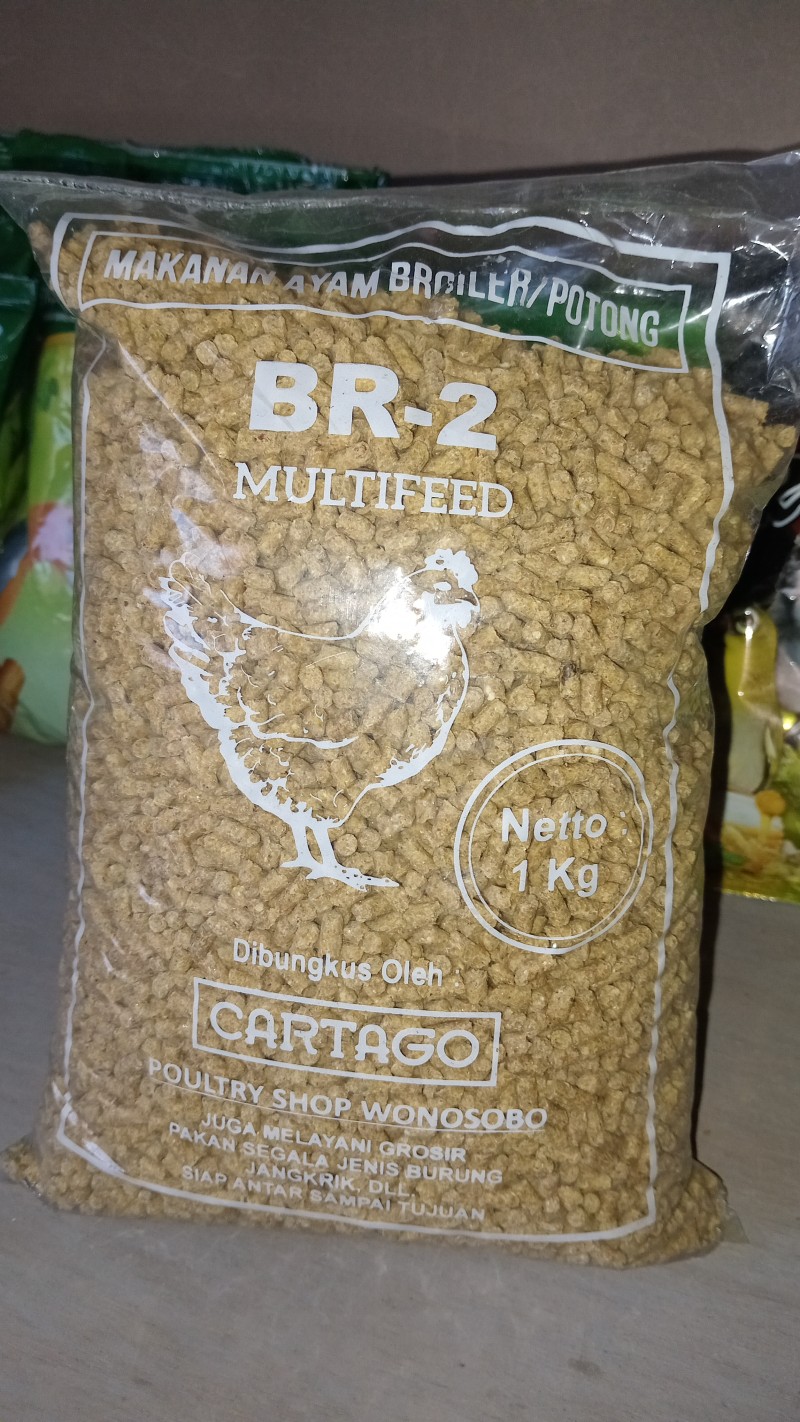 MAKANAN AYAM BROILER/POTONG
BR-2
MULTIFEED
Netto :
1 Kg
Dibungkus Oleh :
CARTAGO
POULTRY SHOP WONOSOBO
JUGA MELAYANI GROSIR
PAKAN SEGALA JENIS BURUNG
JANGKRIK, DLL,
SIAP ANTAR SAMPAI TUJUAN